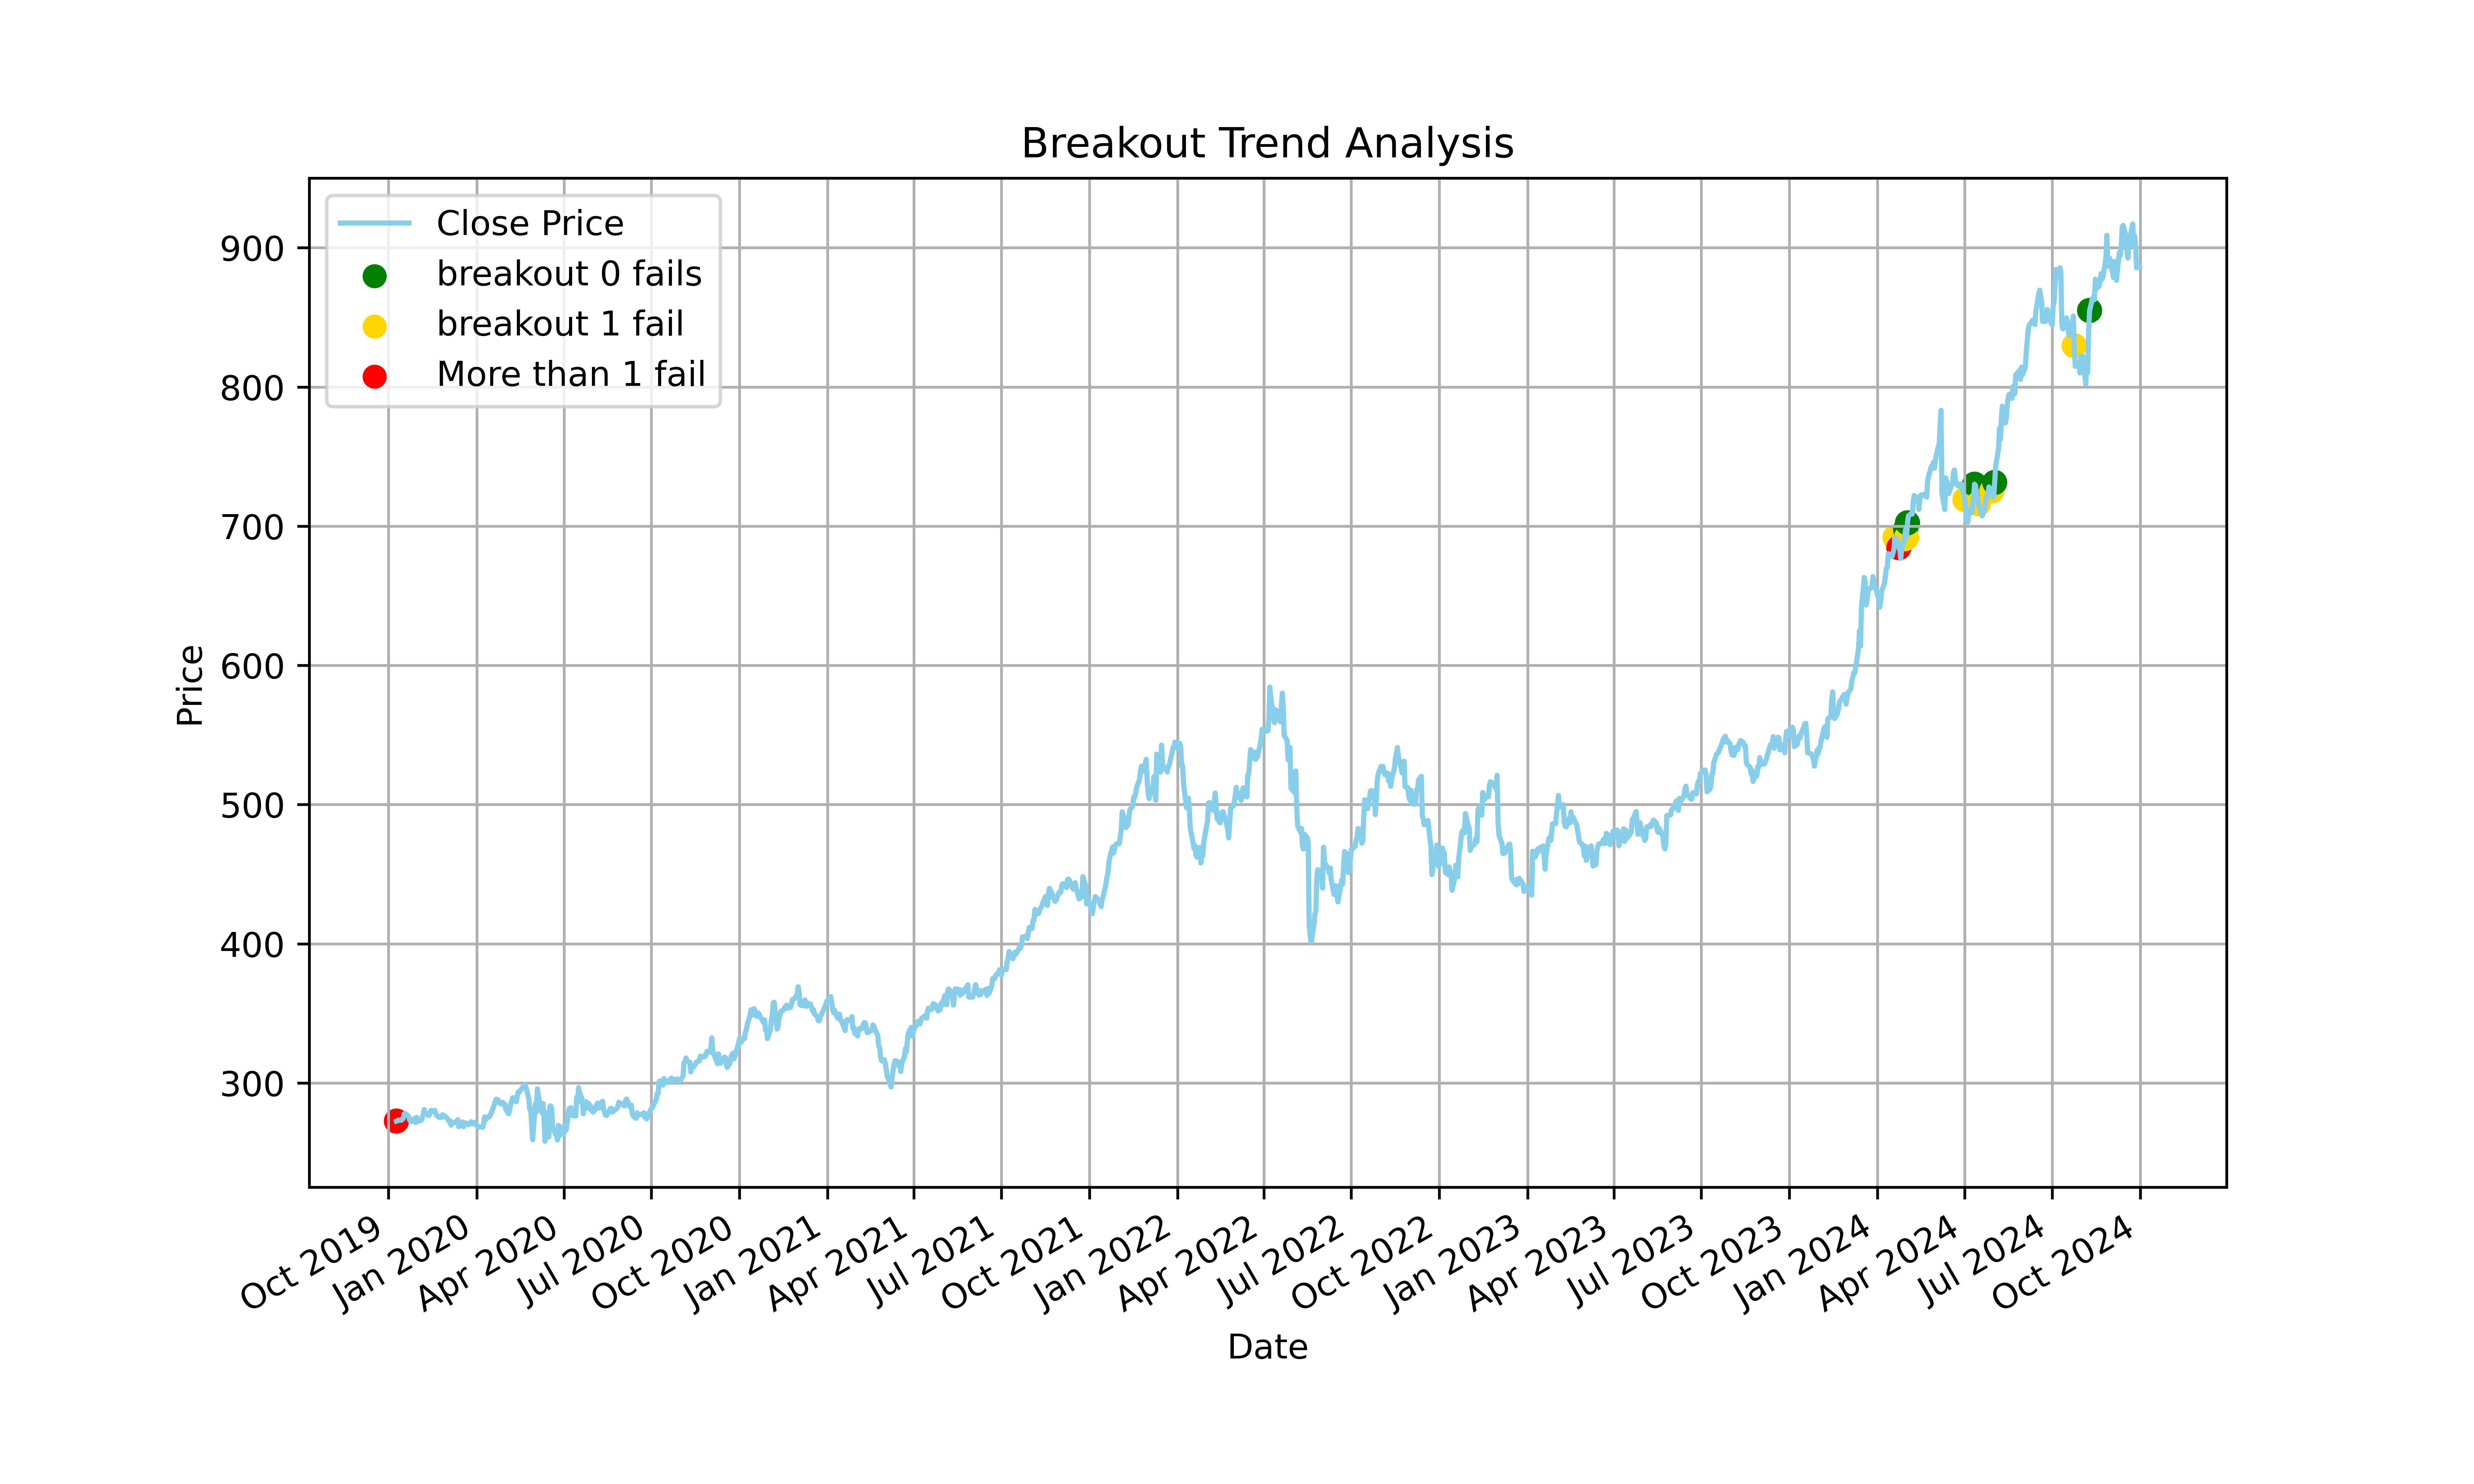 Breakout Trend Analysis
Close Price
breakout 0 fails
breakout 1 fail
More than 1 fail
Price
900
800
700
600
500
400
300
Oct 2019
Jan 2020
Apr 2020
Jul 2020
Oct 2020
Jan 2021
Apr 2021
Jul 2021
Oct 2021
Jan 2022
Apr 2022
Jul 2022
Oct 2022
Jan 2023
Apr 2023
Jul 2023
Oct 2023
Jan 2024
Apr 2024
Jul 2024
Oct 2024
Date